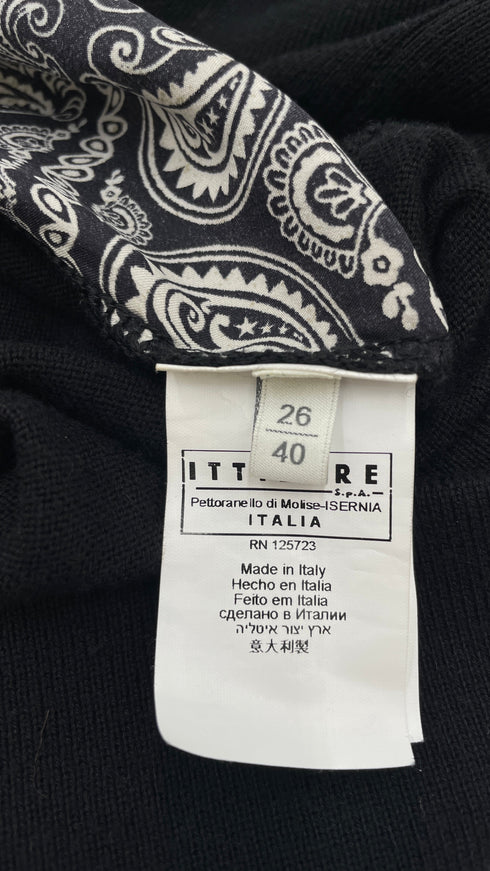 26
40
ITTIERRE
S.p.A.
Pettoranello di Molise-ISERNIA
ITALIA
RN 125723
Made in Italy
Hecho en Italia
Feito em Italia
сделано в Италии
ארץ יצור איטליה
意大利製